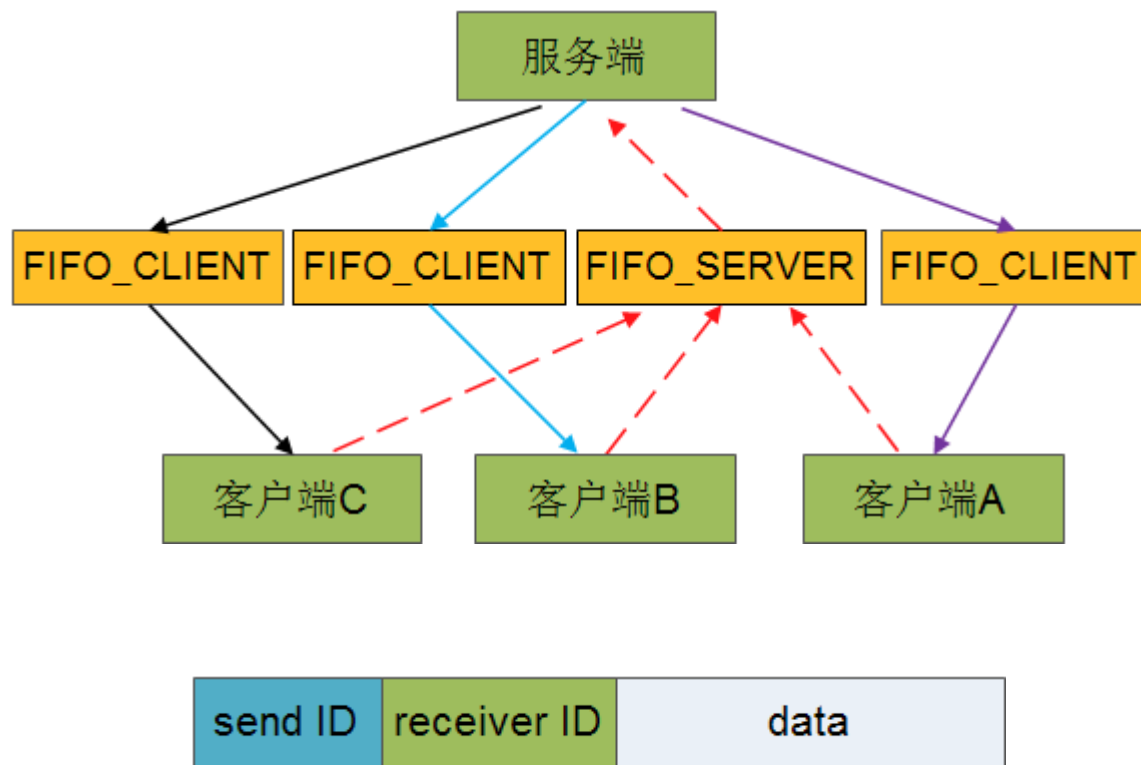 服务端
FIFO_CLIENT
FIFO_CLIENT
FIFO_SERVER
FIFO_CLIENT
客户端C
客户端B
客户端A
send ID
receiver ID
data